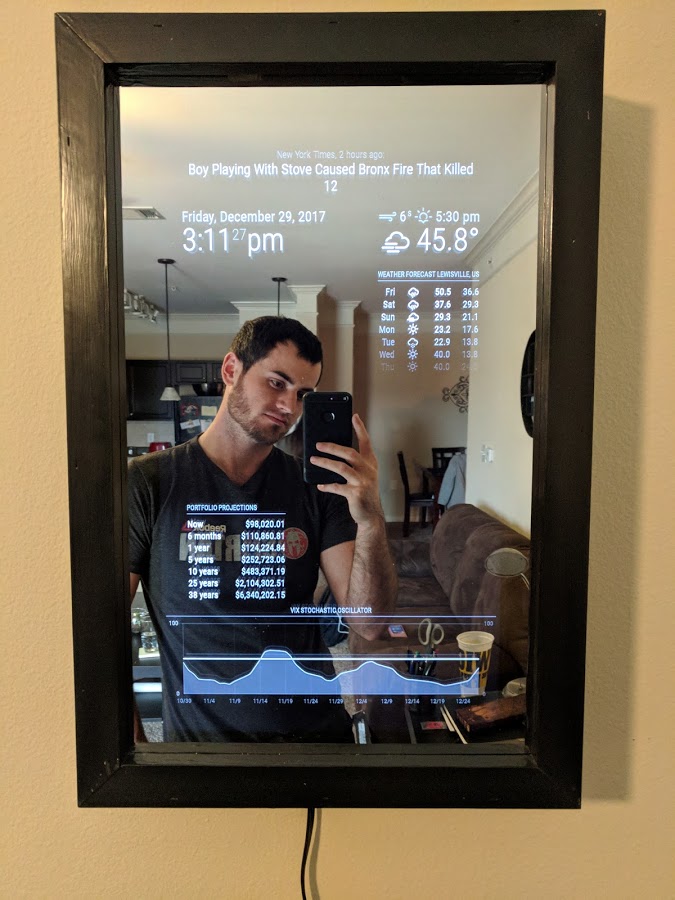 New York Times, 2 hours ago:
Boy Playing With Stove Caused Bronx Fire That Killed
12
Friday, December 29, 2017
3:11 27 pm
6 S 5:30 pm
45.8°
WEATHER FORECAST LEWISVILLE, US
Fri 50.5 36.6
Sat 37.6 29.3
Sun 29.3 21.1
Mon 23.2 17.6
Tue 22.9 13.8
Wed 40.0 13.8
Thu 40.0
Reebok
PORTFOLIO PROJECTIONS
Now $98,020.01
6 months $110,860.81
1 year $124,224.84
5 years $252,723.06
10 years $483,371.19
25 years $2,104,302.51
38 years $6,340,202.15
VIX STOCHASTIC OSCILLATOR
100 100
0
10/30 11/4 11/9 11/14 11/19 11/24 11/29 12/4 12/9 12/14 12/19 12/24